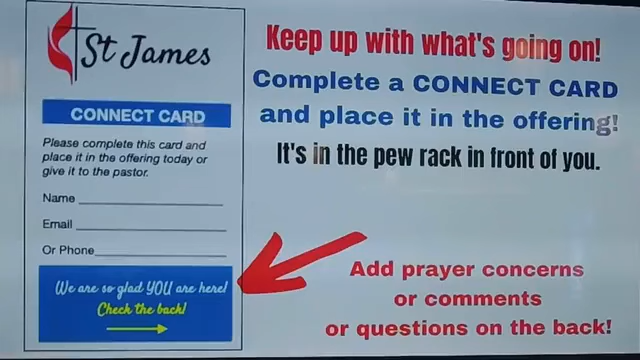 St James
CONNECT CARD
Please complete this card and
place it in the offering today or
give it to the pastor.
Name
Email
Or Phone
We are so glad YOU are here!
Check the back!
Keep up with what's going on!
Complete a CONNECT CARD
and place it in the offering!
It's in the pew rack in front of you.
Add prayer concerns
or comments
or questions on the back!